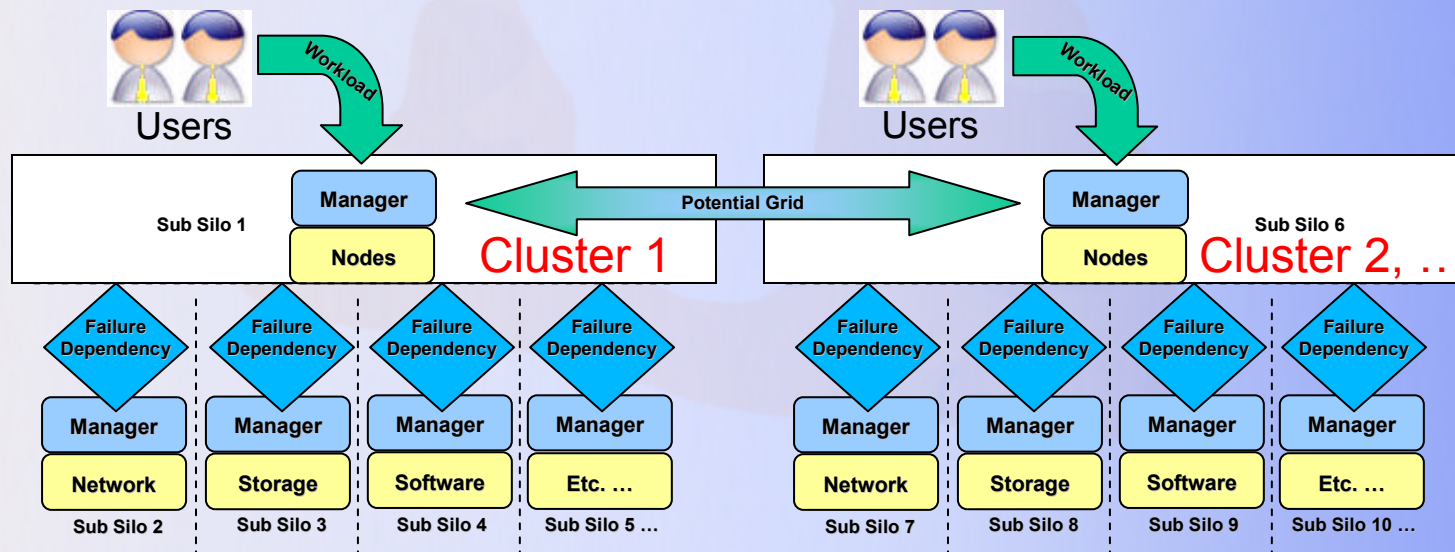 Workload
Workload
Users
Users
Manager
Potential Grid
Manager
Sub Silo 1
Sub Silo 6
Nodes
Cluster 1
Nodes
Cluster 2, ..
Failure
Dependency
Failure
Dependency
Failure
Dependency
Failure
Dependency
Failure
Dependency
Failure
Dependency
Failure
Dependency
Failure
Dependency
Manager
Manager
Manager
Manager
Manager
Manager
Manager
Manager
Network
Storage
Software
Etc. ...
Network
Storage
Software
Etc. ...
Sub Silo 2
Sub Silo 3
Sub Silo 4
Sub Silo 5 ...
Sub Silo 7
Sub Silo 8
Sub Silo 9
Sub Silo 10 ...